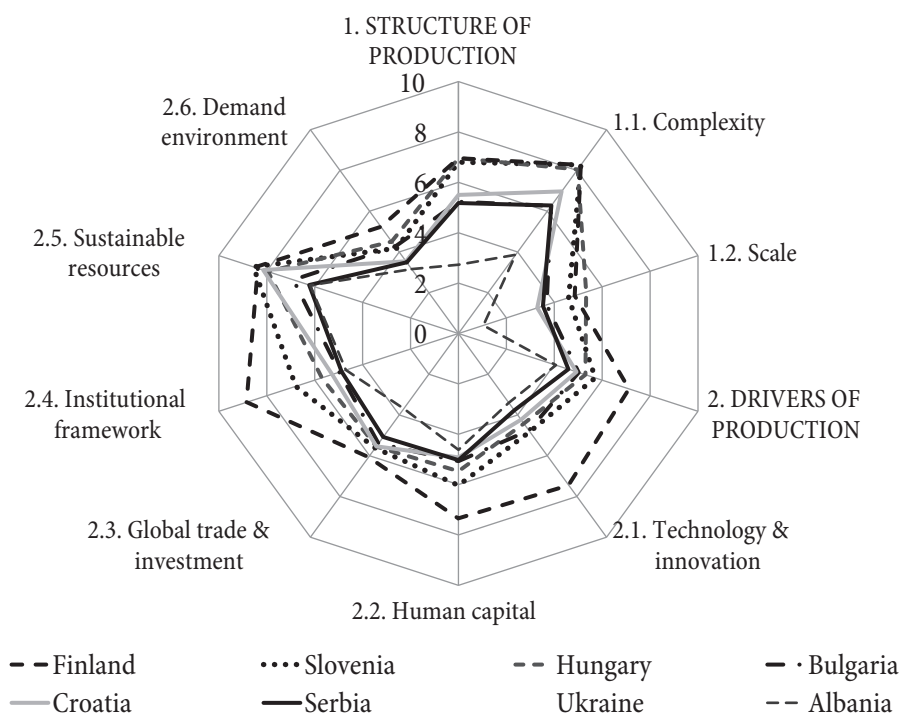 1. STRUCTURE OF
PRODUCTION
10
2.6. Demand
environment
8
1.1. Complexity
6
2.5. Sustainable
resources
4
1.2. Scale
2
0
2.4. Institutional
framework
2. DRIVERS OF
PRODUCTION
2.3. Global trade &
investment
2.1. Technology &
innovation
2.2. Human capital
Finland
Slovenia
Hungary
Bulgaria
Croatia
Serbia
Ukraine
Albania